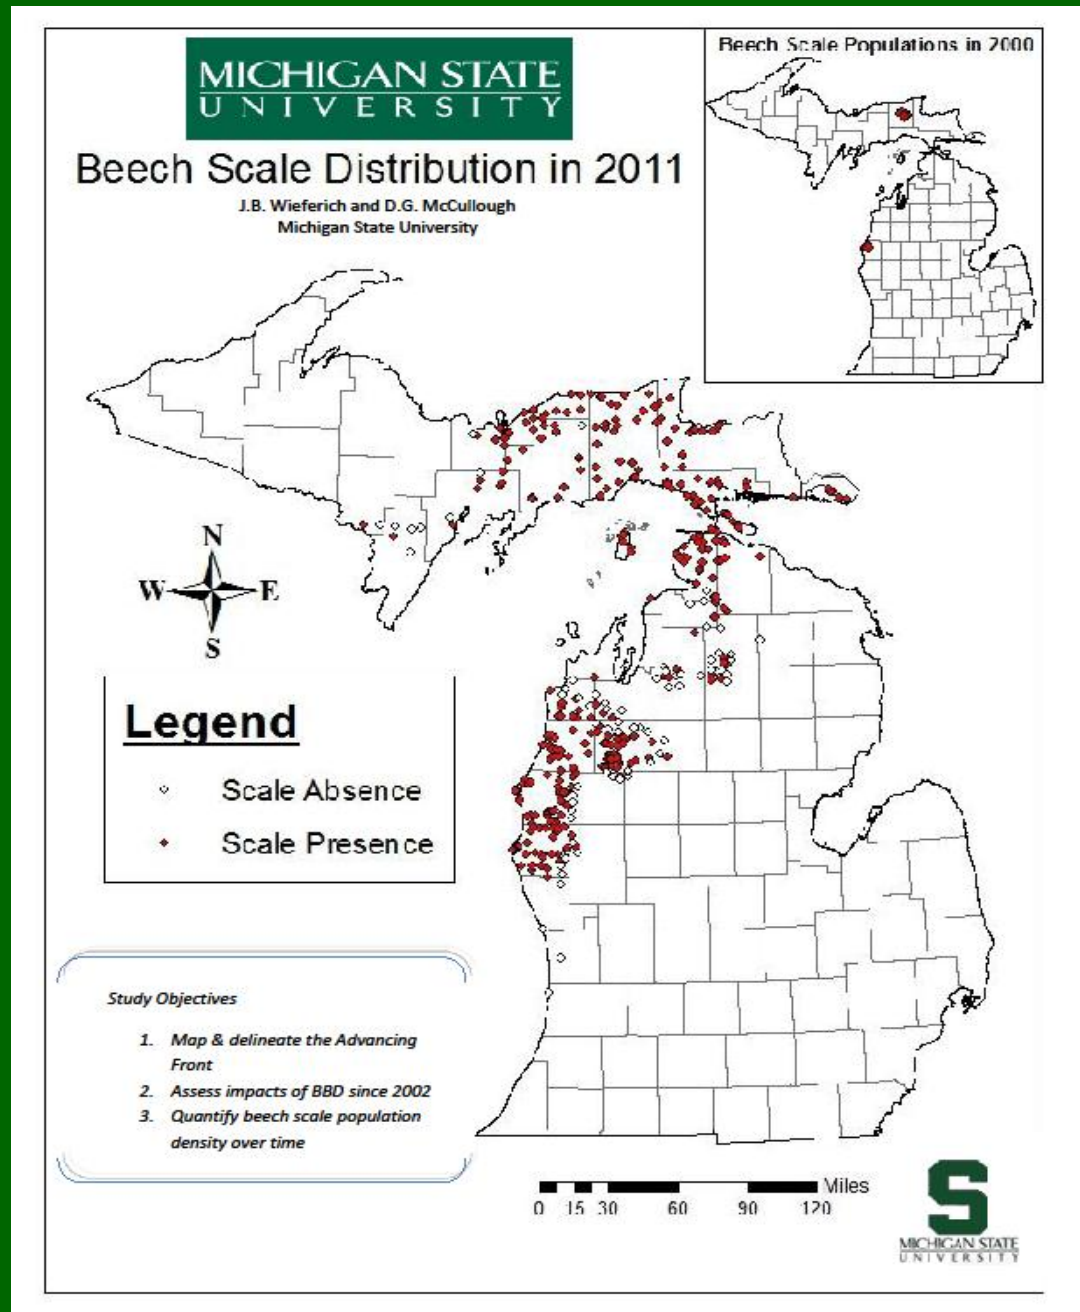 MICHIGAN STATE
UNIVERSITY
Beech Scale Distribution in 2011
J.B. Wieferich and D.G. McCullough
Michigan State University
Beech Scale Populations in 2000
N
W
E
S
Legend
Scale Absence
Scale Presence
Study Objectives
1. Map & delineate the Advancing
Front
2. Assess impacts of BBD since 2002
3. Quantify beech scale population
density over time
Miles
0 15 30 60 90 120
S
MICHIGAN STATE
UNIVERSITY